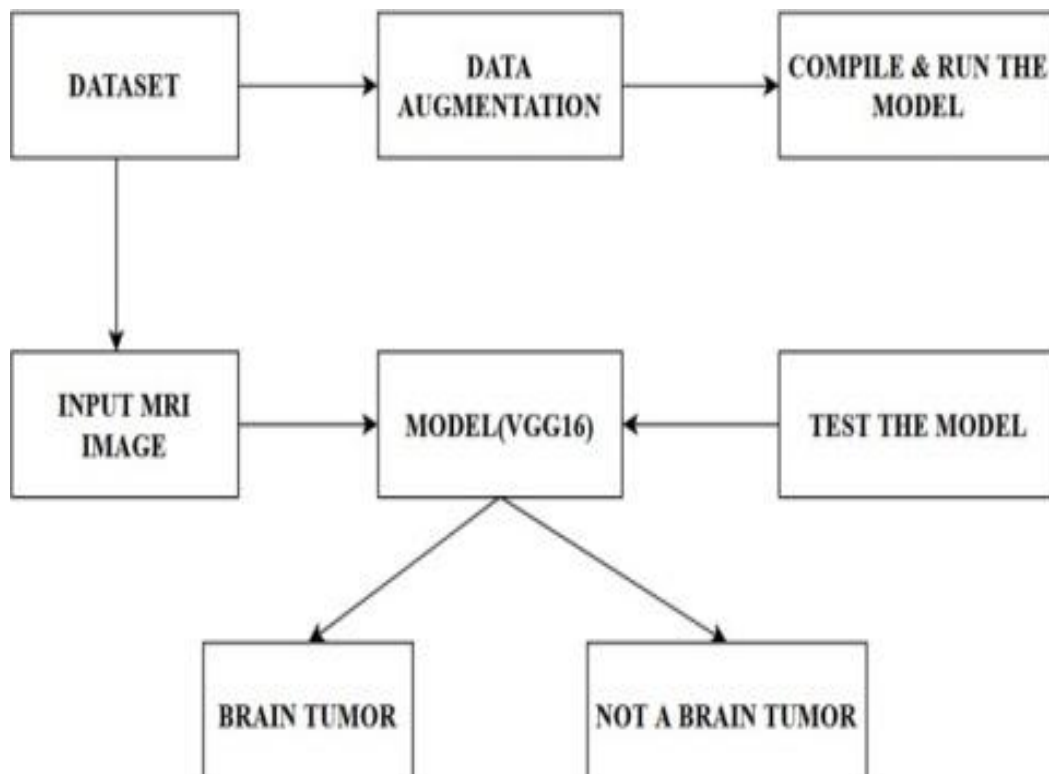 DATASET
DATA
AUGMENTATION
COMPILE & RUN THE
MODEL
INPUT MRI
IMAGE
MODEL(VGG16)
TEST THE MODEL
BRAIN TUMOR
NOT A BRAIN TUMOR